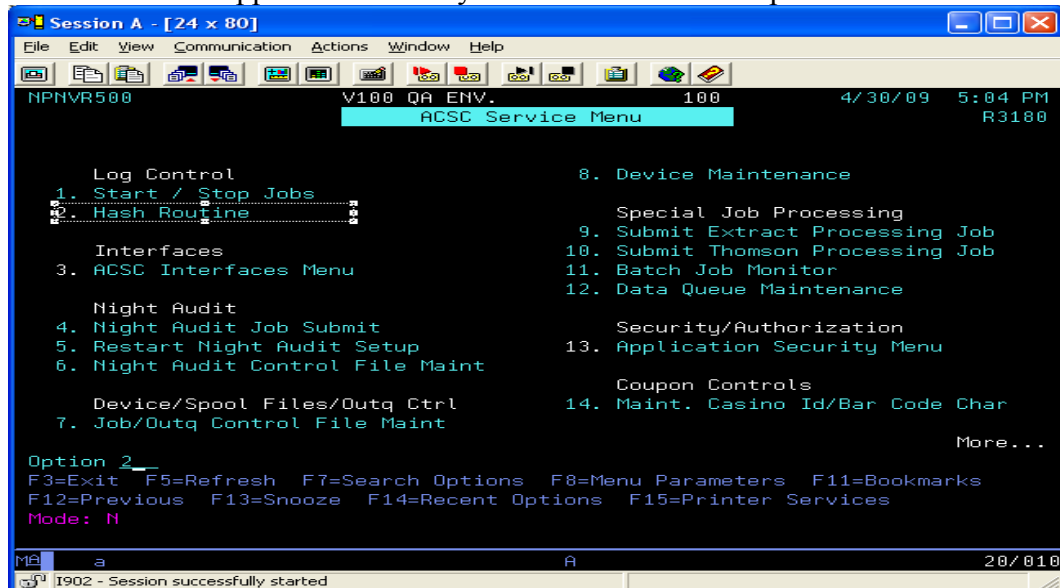 Session A - [24 x 80]
File Edit View Communication Actions Window Help
NPNVR500 V100 QA ENV. 100 4/30/09 5:04 PM
ACSC Service Menu R3180
Log Control
1. Start / Stop Jobs
2. Hash Routine
Interfaces
3. ACSC Interfaces Menu
Night Audit
4. Night Audit Job Submit
5. Restart Night Audit Setup
6. Night Audit Control File Maint
Device/Spool Files/Outq Ctrl
7. Job/Outq Control File Maint
8. Device Maintenance
Special Job Processing
9. Submit Extract Processing Job
10. Submit Thomson Processing Job
11. Batch Job Monitor
12. Data Queue Maintenance
Security/Authorization
13. Application Security Menu
Coupon Controls
14. Maint. Casino Id/Bar Code Char
More...
Option 2
F3=Exit F5=Refresh F7=Search Options F8=Menu Parameters F11=Bookmarks
F12=Previous F13=Snooze F14=Recent Options F15=Printer Services
Mode: N
MA a A 20/010
I902 - Session successfully started